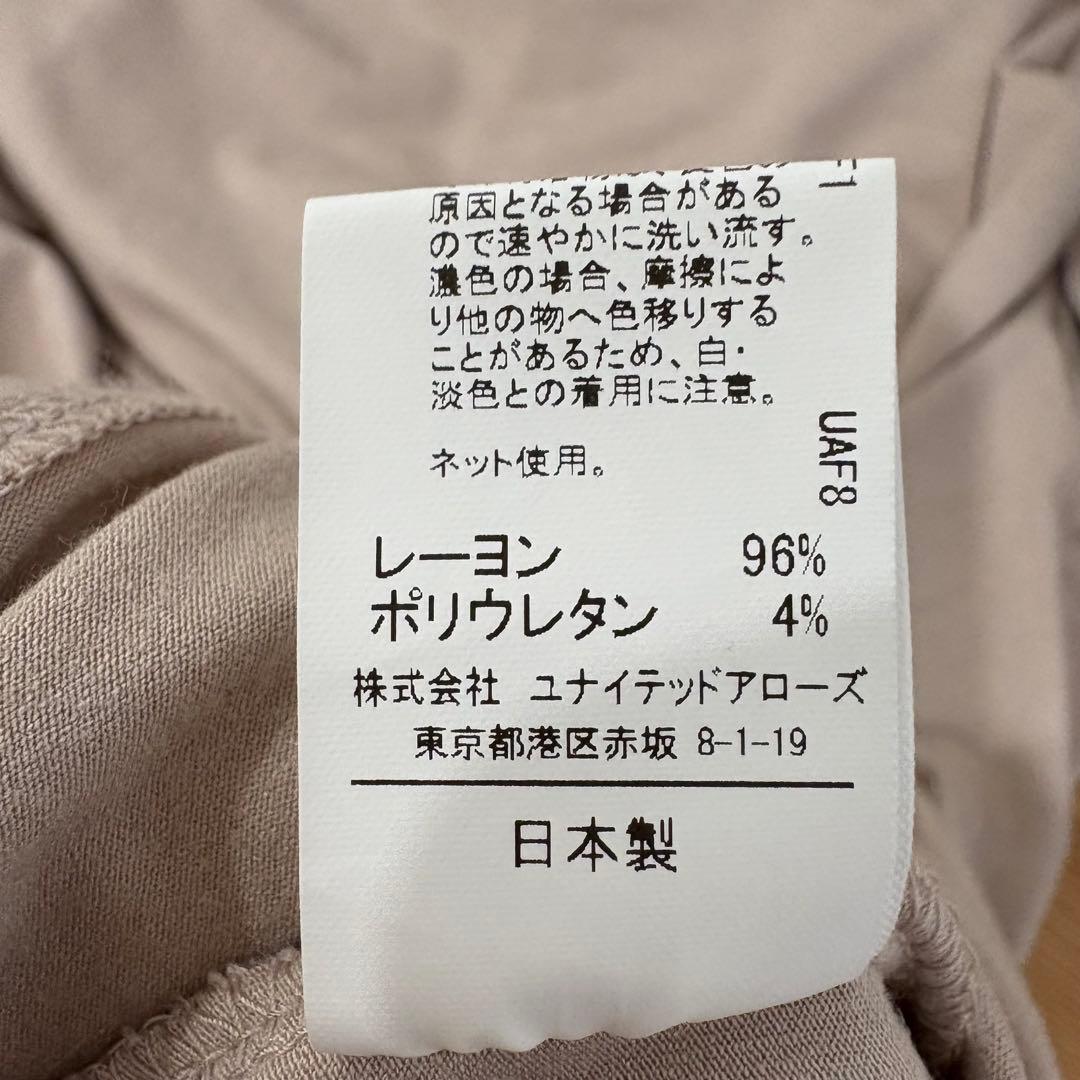 原因となる場合がある
ので速やかに洗い流す。
濃色の場合、摩擦によ
り他の物へ色移りする
ことがあるため、白・
淡色との着用に注意。
ネット使用。
UAF8
レーヨン 96%
ポリウレタン 4%
株式会社 ユナイテッドアローズ
東京都港区赤坂 8-1-19
日本製